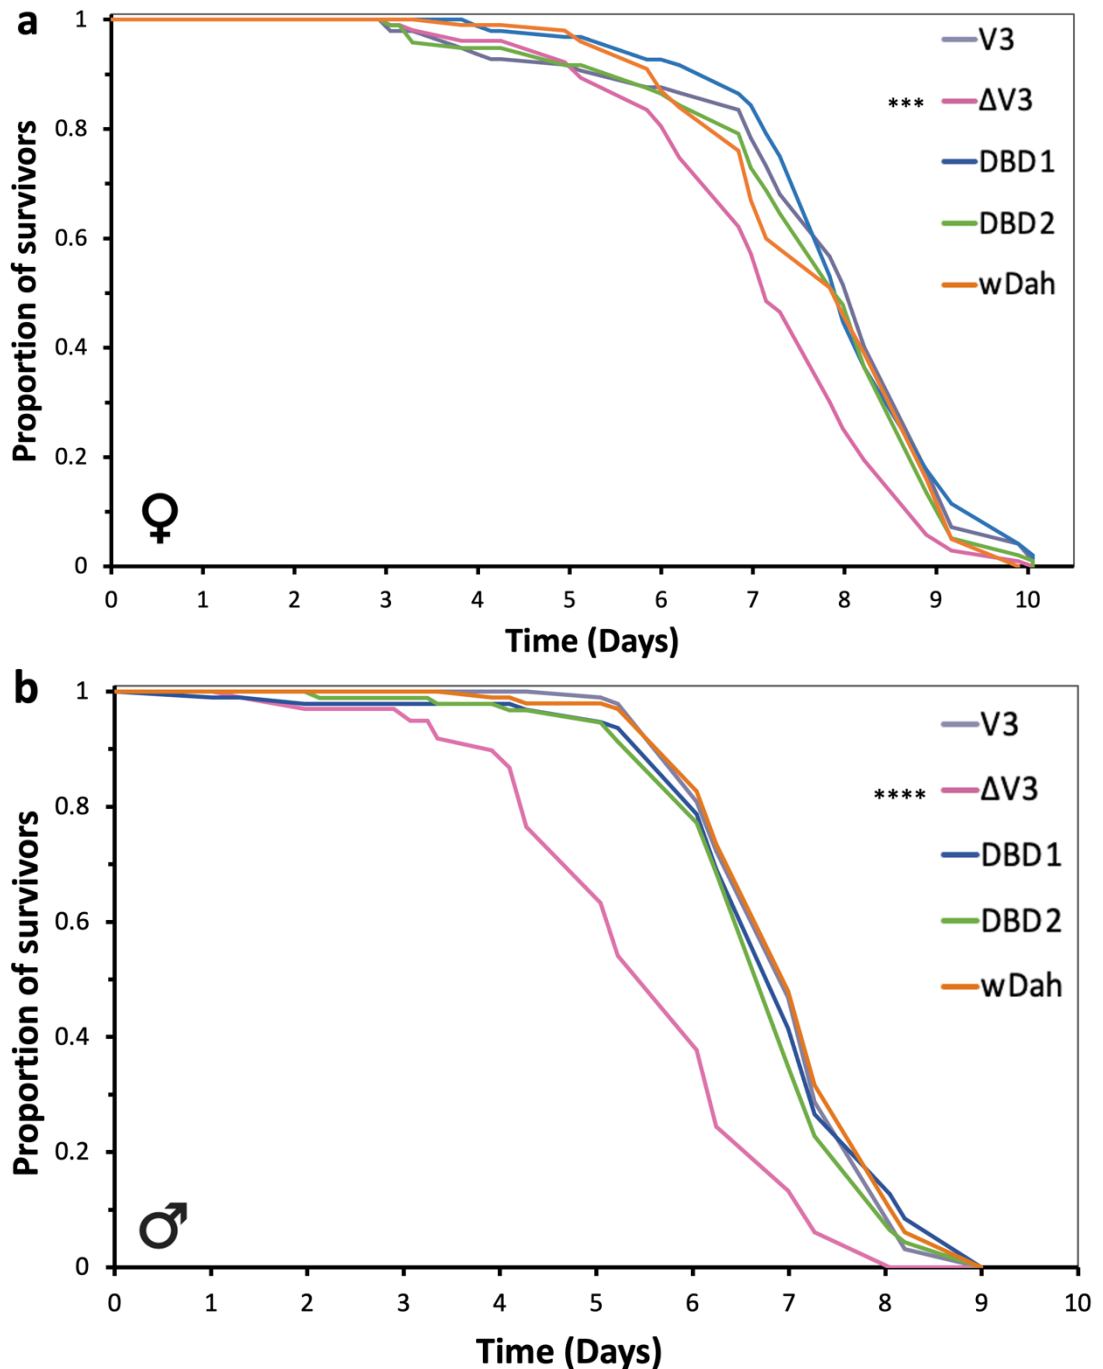 a
Proportion of survivors
1
0.8
0.6
0.4
0.2
0
V3
*** ΔV3
DBD1
DBD2
wDah
♀
0 1 2 3 4 5 6 7 8 9 10
Time (Days)
b
Proportion of survivors
1
0.8
0.6
0.4
0.2
0
V3
**** ΔV3
DBD1
DBD2
wDah
♂
0 1 2 3 4 5 6 7 8 9 10
Time (Days)